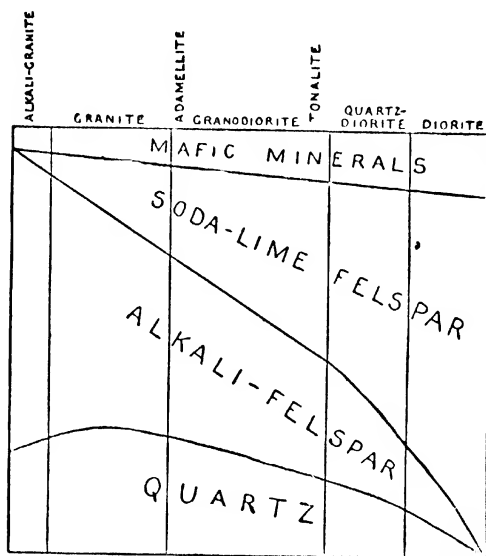 ALKALI-GRANITE
GRANITE
ADAMELLITE
GRANODIORITE
TONALITE
QUARTZ-
DIORITE
DIORITE
MAFIC MINERALS
SODA-LIME FELSPAR
ALKALI-FELSPAR
QUARTZ